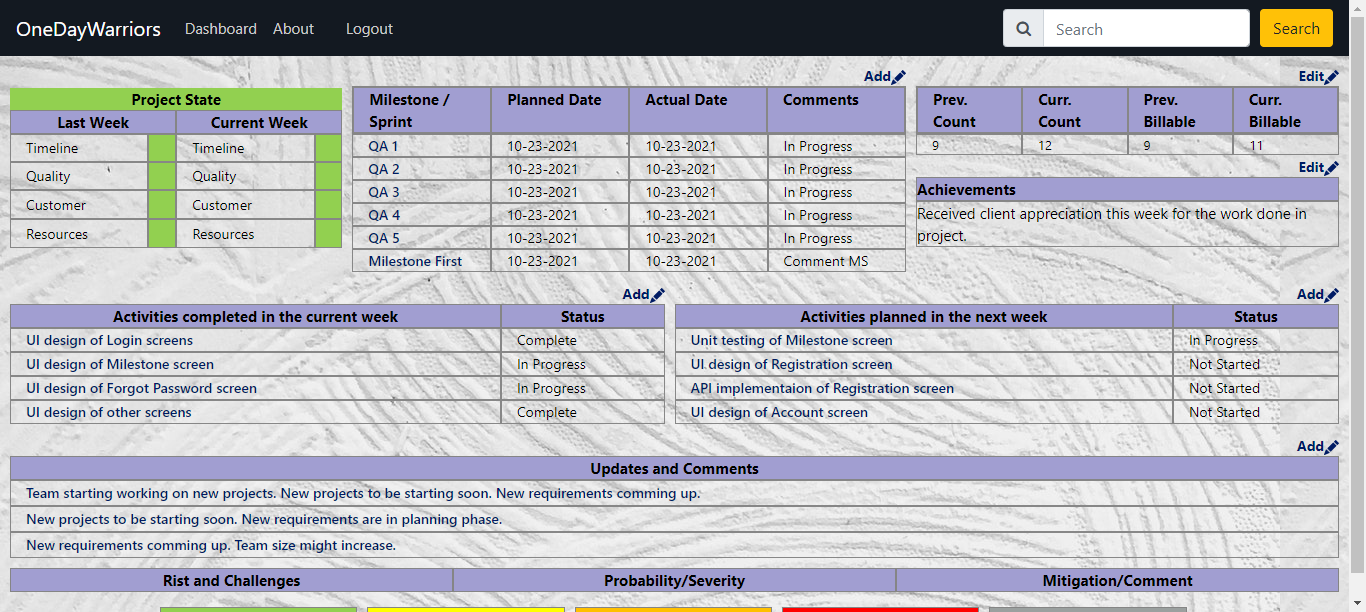 OneDayWarriors Dashboard About Logout Search Search
Project State
Last Week Current Week
Timeline Timeline
Quality Quality
Customer Customer
Resources Resources
Add
Milestone / Sprint Planned Date Actual Date Comments
QA 1 10-23-2021 10-23-2021 In Progress
QA 2 10-23-2021 10-23-2021 In Progress
QA 3 10-23-2021 10-23-2021 In Progress
QA 4 10-23-2021 10-23-2021 In Progress
QA 5 10-23-2021 10-23-2021 In Progress
Milestone First 10-23-2021 10-23-2021 Comment MS
Edit
Prev. Count Curr. Count Prev. Billable Curr. Billable
9 12 9 11
Edit
Achievements
Received client appreciation this week for the work done in
project.
Add
Activities completed in the current week Status
UI design of Login screens Complete
UI design of Milestone screen In Progress
UI design of Forgot Password screen In Progress
UI design of other screens Complete
Add
Activities planned in the next week Status
Unit testing of Milestone screen In Progress
UI design of Registration screen Not Started
API implementaion of Registration screen Not Started
UI design of Account screen Not Started
Add
Updates and Comments
Team starting working on new projects. New projects to be starting soon. New requirements comming up.
New projects to be starting soon. New requirements are in planning phase.
New requirements comming up. Team size might increase.
Rist and Challenges Probability/Severity Mitigation/Comment